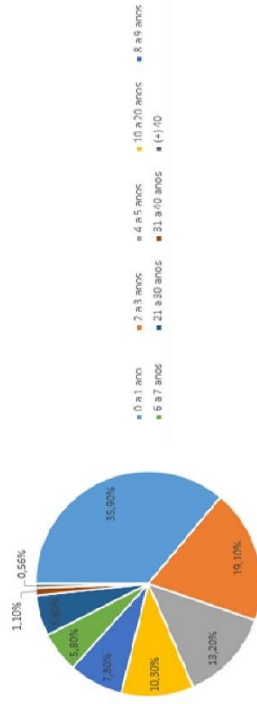 1,10%
0,56%
35,90%
5,80%
7,80%
19,10%
10,30%
13,20%
0 a 1 ano
2 a 3 anos
4 a 5 anos
10 a 20 anos
8 a 9 anos
6 a 7 anos
21 a 30 anos
31 a 40 anos
(+) 40